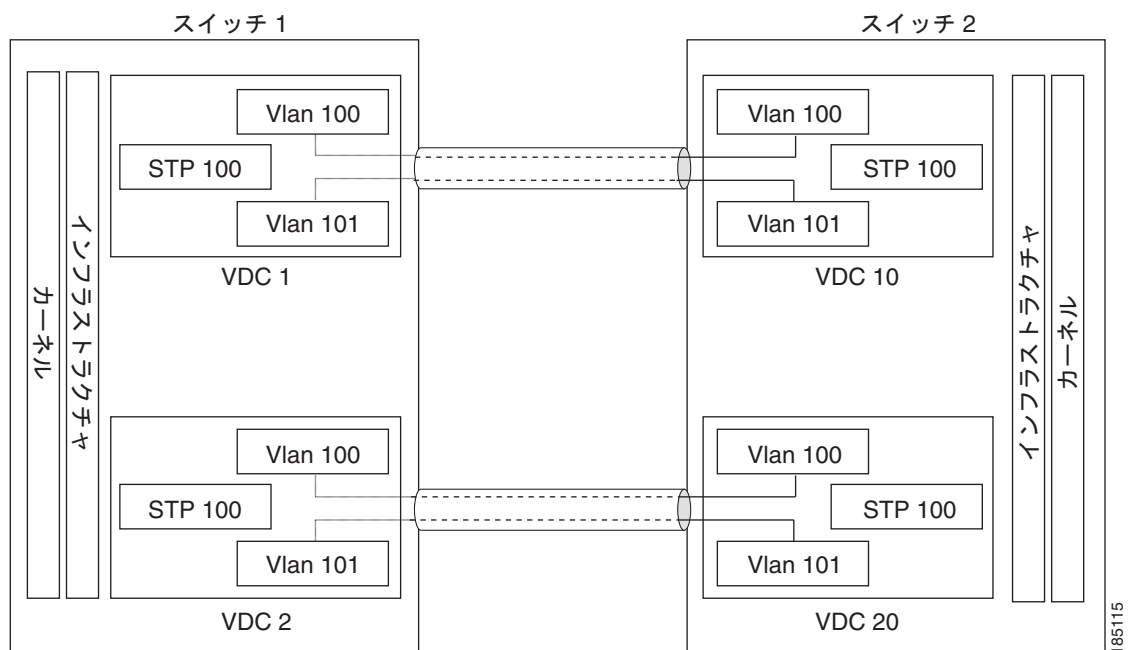 スイッチ 1
スイッチ 2
カーネル
インフラストラクチャ
Vlan 100
STP 100
Vlan 101
VDC 1
Vlan 100
STP 100
Vlan 101
VDC 10
Vlan 100
STP 100
Vlan 101
VDC 2
Vlan 100
STP 100
Vlan 101
VDC 20
インフラストラクチャ
カーネル
185115